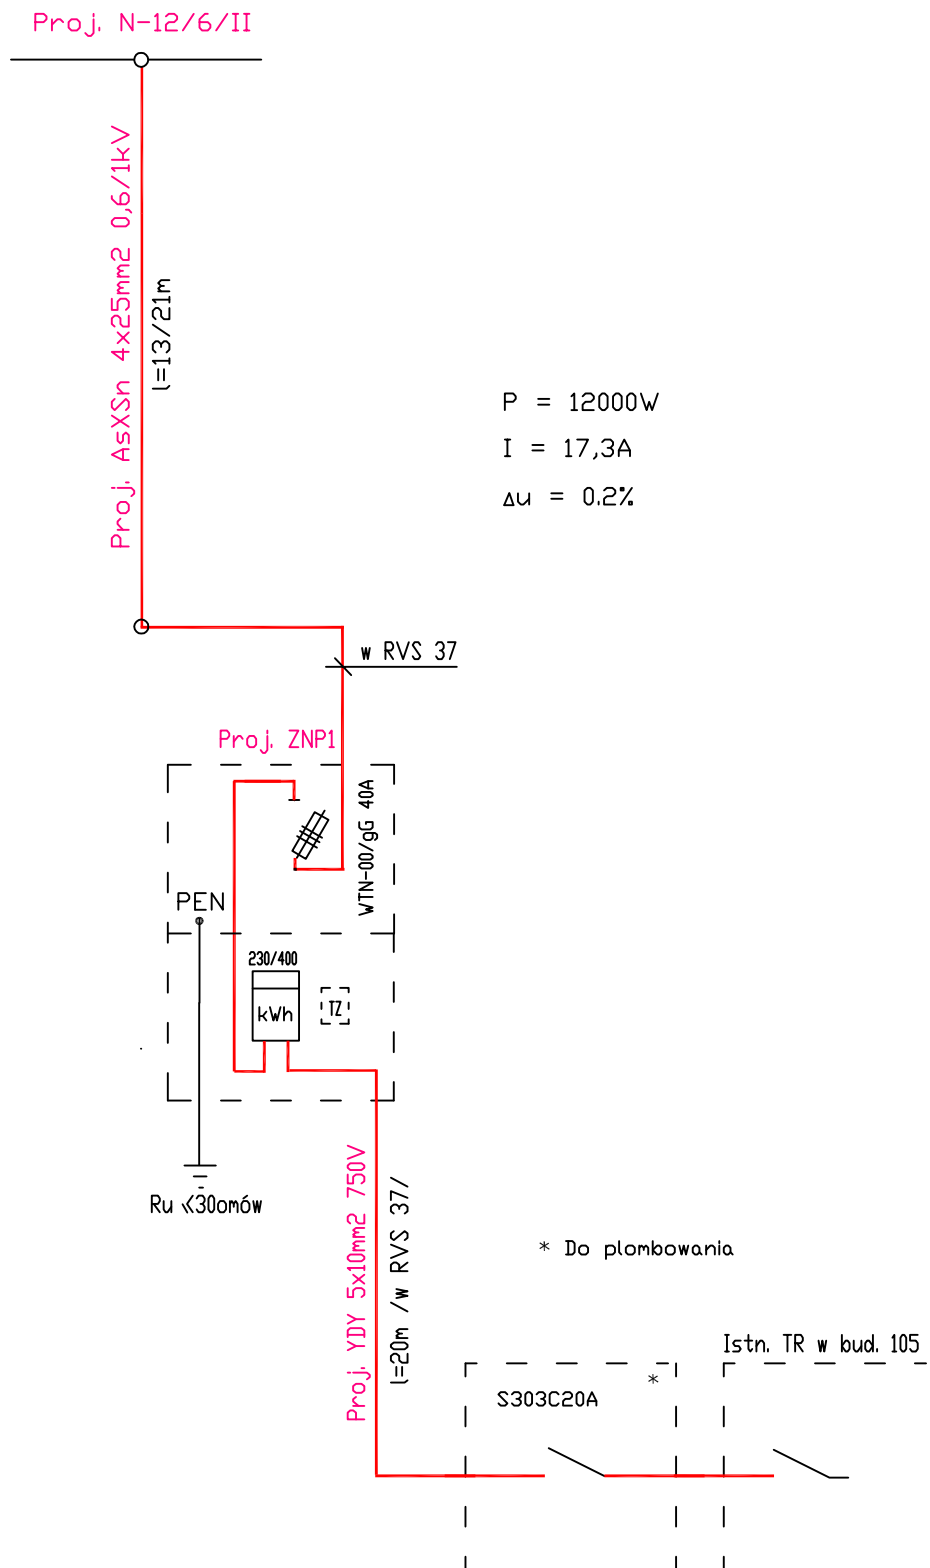 Proj. N-12/6/II
Proj. AsXSn 4x25mm2 0,6/1kV
l=13/21m
P = 12000W
I = 17,3A
Δu = 0.2%
w RVS 37
Proj. ZNP1
WTN-00/gG 40A
PEN
230/400
kWh
TZ
Ru ≪30omów
Proj. YDY 5x10mm2 750V
l=20m /w RVS 37/
* Do plombowania
Istn. TR w bud. 105
*
S303C20A